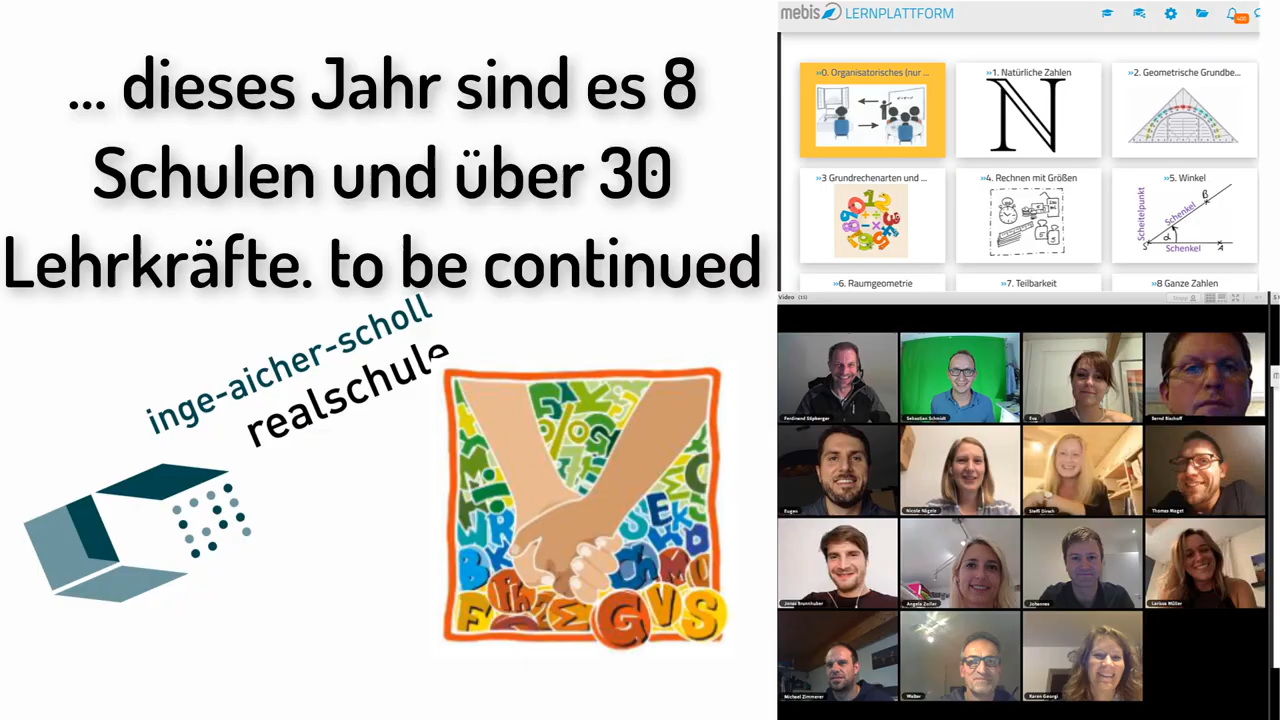 ... dieses Jahr sind es 8
Schulen und über 30
Lehrkräfte. to be continued
inge-aicher-scholl
realschule
GVS
mebis LERNPLATTFORM
»0. Organisatorisches (nur ...
»1. Natürliche Zahlen
»2. Geometrische Grundbe...
N
»3 Grundrechenarten und ...
»4. Rechnen mit Größen
»5. Winkel
Scheitelpunkt
Schenkel
B
α
S
A
Schenkel
»6. Raumgeometrie
»7. Teilbarkeit
»8 Ganze Zahlen
Video (15)
Sebastian Schmidt
Eva
Bernd Bischoff
Eugen
Nicole Nägele
Steffi Dirsch
Thomas Maget
Jonas Brunnhuber
Angela Zoller
Johannes
Larissa Müller
Michael Zimmerer
Walter
Karen Georgi